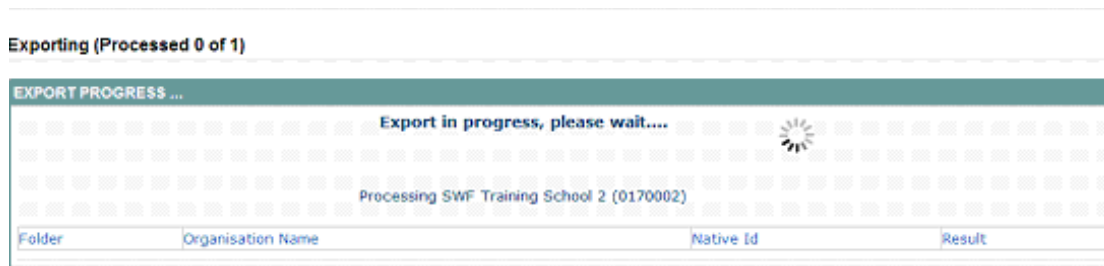 Exporting (Processed 0 of 1)
EXPORT PROGRESS ...
Export in progress, please wait....
Processing SWF Training School 2 (0170002)
Folder Organisation Name Native Id Result